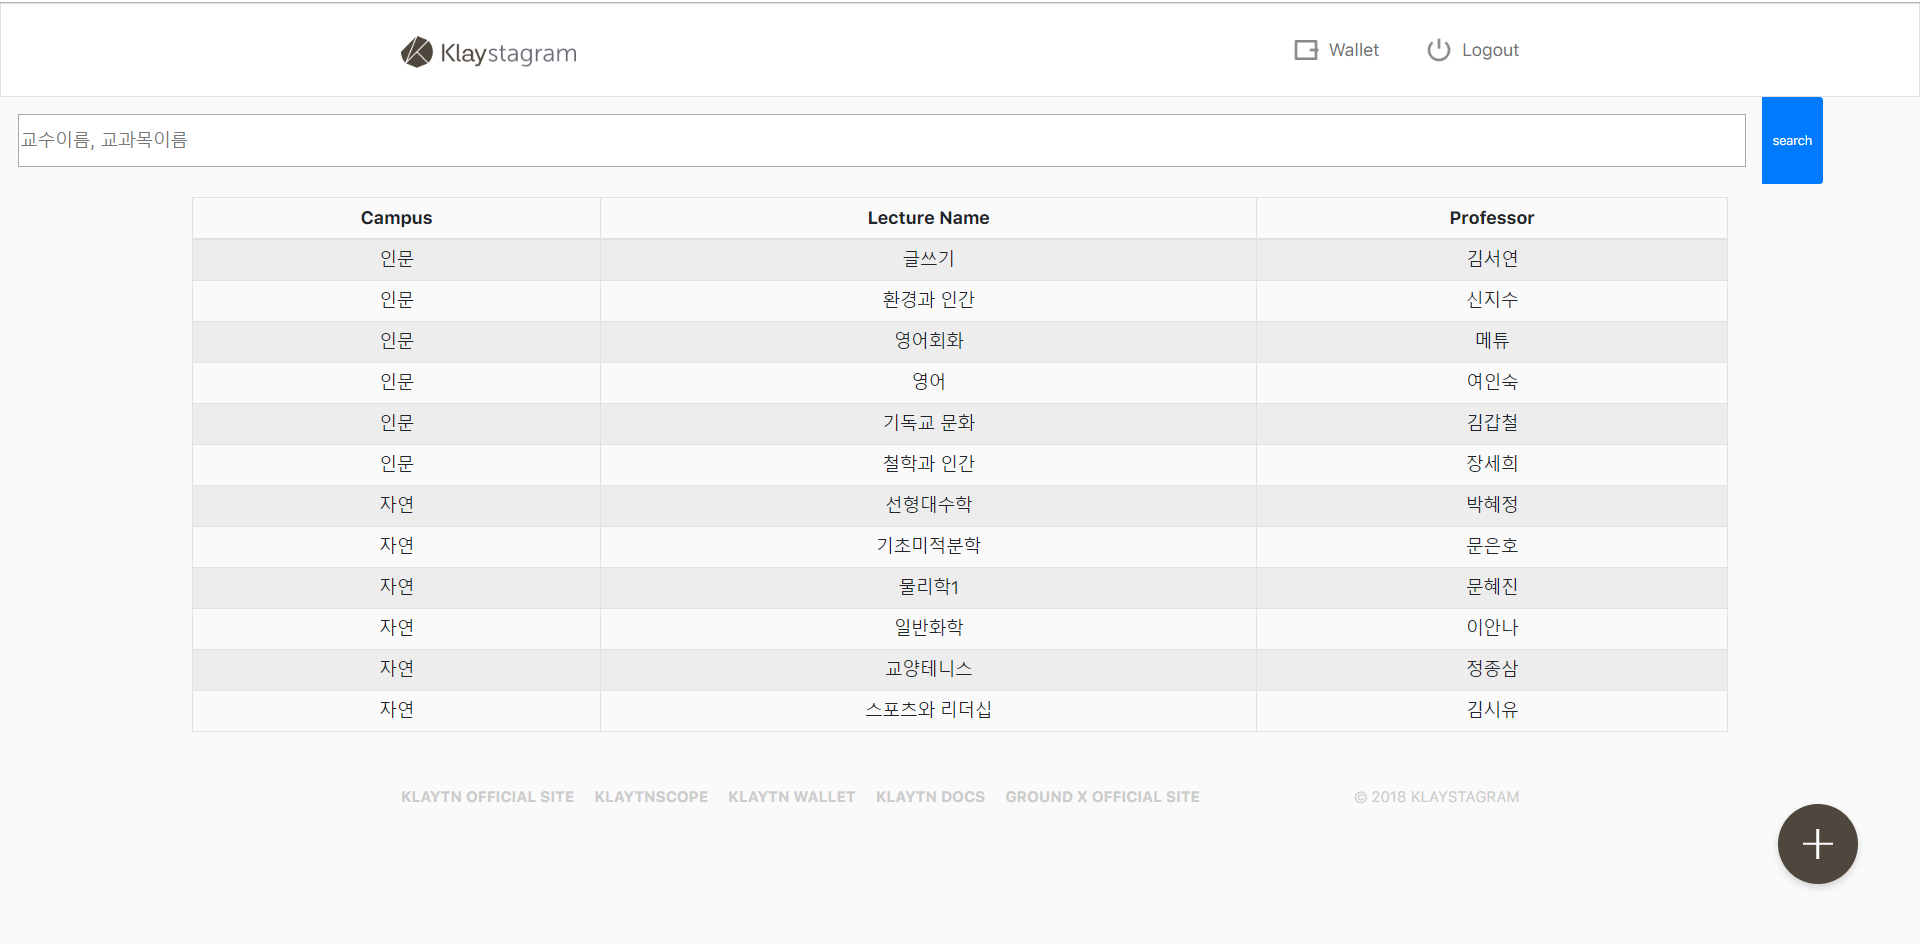 Klaystagram Wallet Logout
교수이름, 교과목이름 search
Campus Lecture Name Professor
인문 글쓰기 김서연
인문 환경과 인간 신지수
인문 영어회화 메튜
인문 영어 여인숙
인문 기독교 문화 김갑철
인문 철학과 인간 장세희
자연 선형대수학 박혜정
자연 기초미적분학 문은호
자연 물리학1 문혜진
자연 일반화학 이안나
자연 교양테니스 정종삼
자연 스포츠와 리더십 김시유
KLAYTN OFFICIAL SITE KLAYTNSCOPE KLAYTN WALLET KLAYTN DOCS GROUND X OFFICIAL SITE © 2018 KLAYSTAGRAM